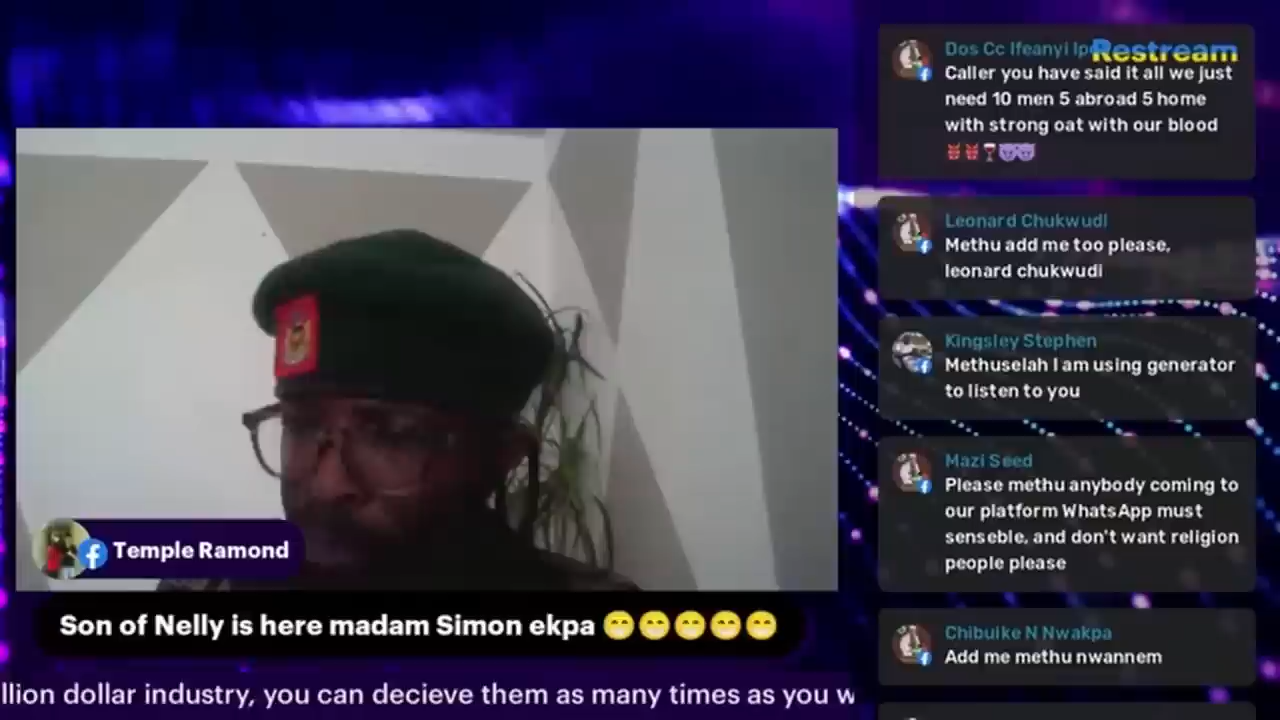 Dos Cc Ifeanyi
Restream
Caller you have said it all we just
need 10 men 5 abroad 5 home
with strong oat with our blood
👹👹🍷😈😈
Leonard Chukwudi
Methu add me too please,
leonard chukwudi
Kingsley Stephen
Methuselah I am using generator
to listen to you
Mazi Seed
Please methu anybody coming to
our platform WhatsApp must
senseble, and don't want religion
people please
Chibuike N Nwakpa
Add me methu nwannem
Temple Ramond
Son of Nelly is here madam Simon ekpa 😁😁😁😁😁
llion dollar industry, you can decieve them as many times as you w